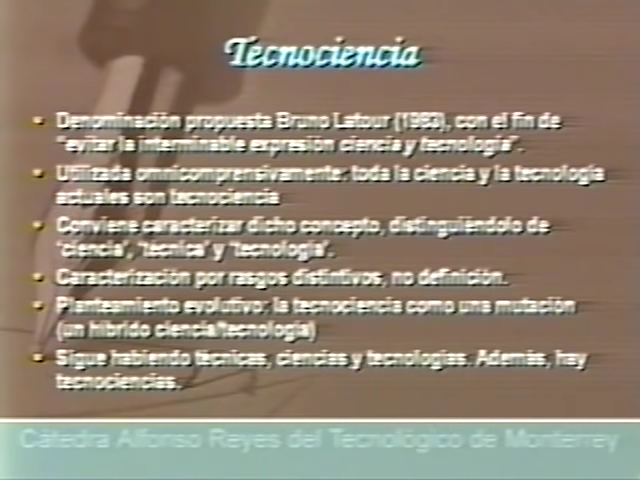 Tecnociencia
• Denominación propuesta Bruno Latour (1983), con el fin de
"evitar la interminable expresión ciencia y tecnología".
• Utilizada omnicomprensivamente: toda la ciencia y la tecnología
actuales son tecnociencia
• Conviene caracterizar dicho concepto, distinguiéndolo de
'ciencia', 'técnica' y 'tecnología'.
• Caracterización por rasgos distintivos, no definición.
• Planteamiento evolutivo: la tecnociencia como una mutación
(un híbrido ciencia/tecnología)
• Sigue habiendo técnicas, ciencias y tecnologías. Además, hay
tecnociencias.
Cátedra Alfonso Reyes del Tecnológico de Monterrey